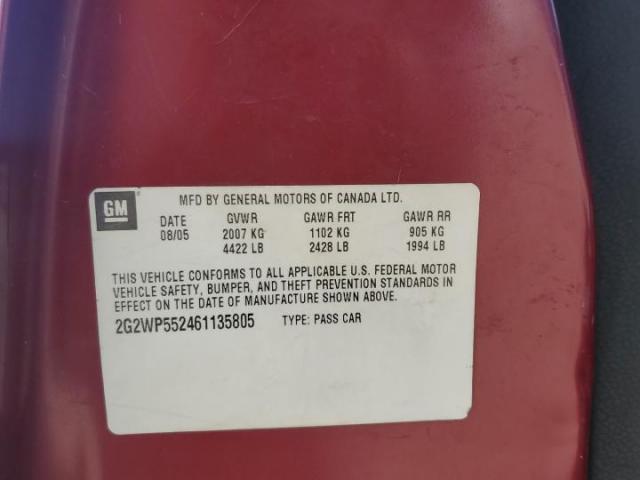 GM
MFD BY GENERAL MOTORS OF CANADA LTD.
DATE GVWR GAWR FRT GAWR RR
08/05 2007 KG 1102 KG 905 KG
4422 LB 2428 LB 1994 LB
THIS VEHICLE CONFORMS TO ALL APPLICABLE U.S. FEDERAL MOTOR
VEHICLE SAFETY, BUMPER, AND THEFT PREVENTION STANDARDS IN
EFFECT ON THE DATE OF MANUFACTURE SHOWN ABOVE.
2G2WP552461135805 TYPE: PASS CAR